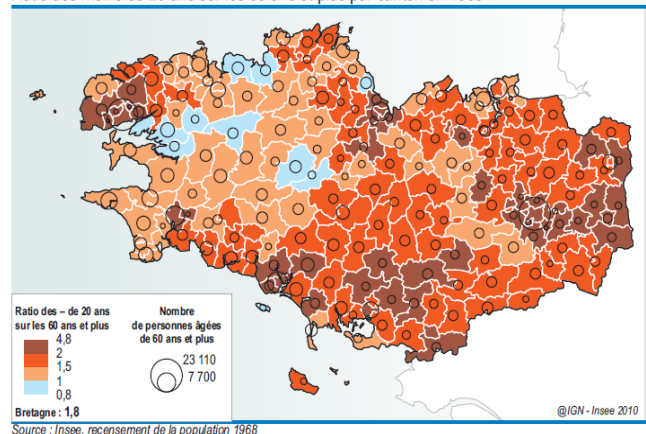 Ratio des – de 20 ans
sur les 60 ans et plus
4,8
2
1,5
1
0,8
Bretagne : 1,8
Nombre
de personnes âgées
de 60 ans et plus
23 110
7 700
@IGN - Insee 2010
Source : Insee, recensement de la population 1968